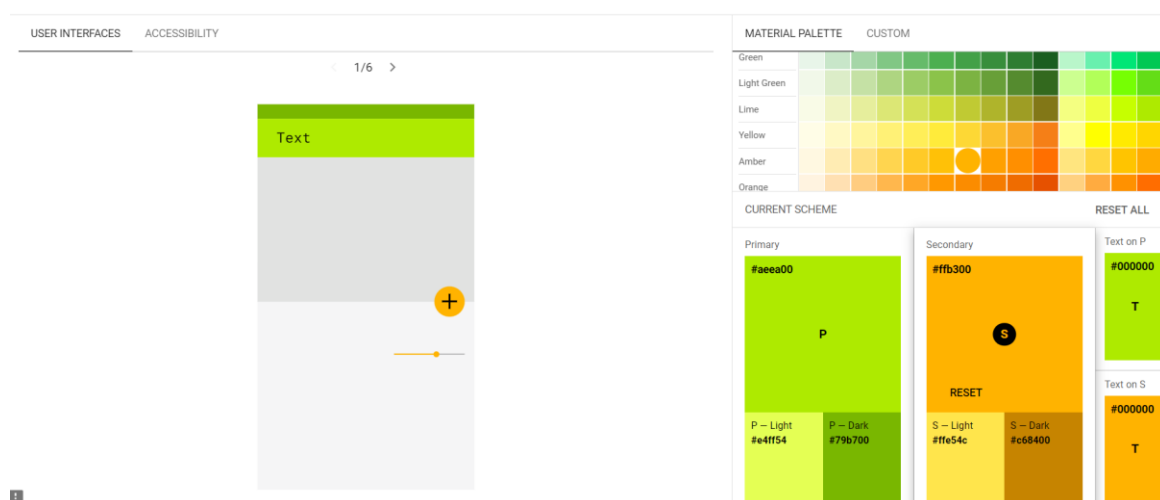 USER INTERFACES ACCESSIBILITY
1/6
Text
+
MATERIAL PALETTE CUSTOM
Green
Light Green
Lime
Yellow
Amber
Orange
CURRENT SCHEME RESET ALL
Primary
#aeea00
P
P — Light
#e4ff54
P — Dark
#79b700
Secondary
#ffb300
S
RESET
S — Light
#ffe54c
S — Dark
#c68400
Text on P
#000000
T
Text on S
#000000
T